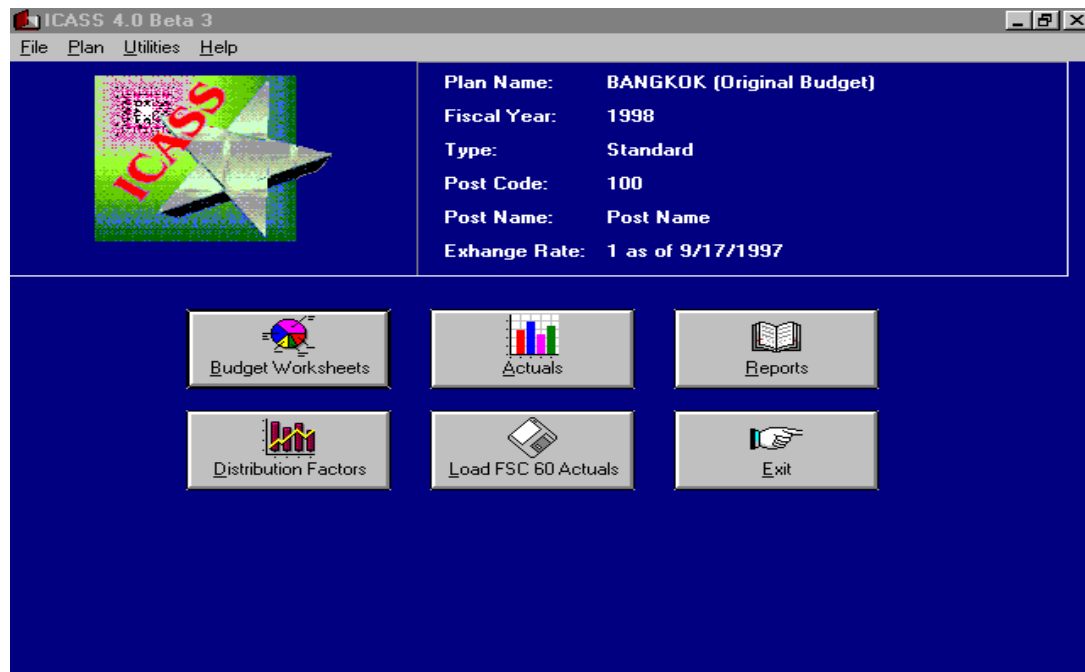 ICASS 4.0 Beta 3
File Plan Utilities Help
ICASS
Plan Name: BANGKOK (Original Budget)
Fiscal Year: 1998
Type: Standard
Post Code: 100
Post Name: Post Name
Exhange Rate: 1 as of 9/17/1997
Budget Worksheets
Actuals
Reports
Distribution Factors
Load FSC 60 Actuals
Exit